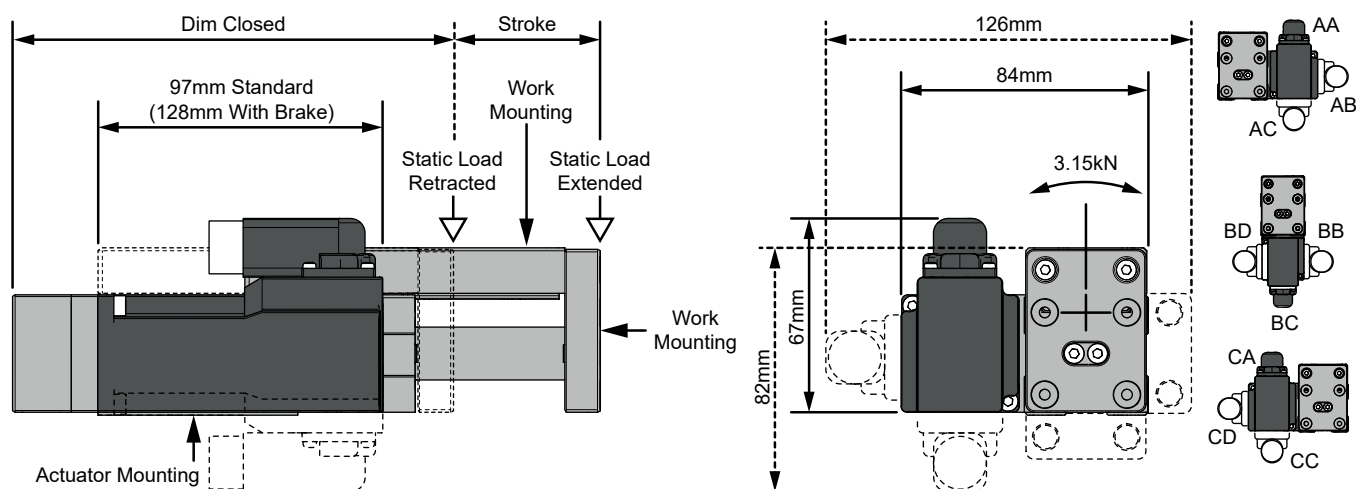 Dim Closed
Stroke
97mm Standard
(128mm With Brake)
Work
Mounting
Static Load
Retracted
Static Load
Extended
Work
Mounting
Actuator Mounting
126mm
84mm
3.15kN
67mm
82mm
AA
AB
AC
BD
BB
BC
CA
CD
CC